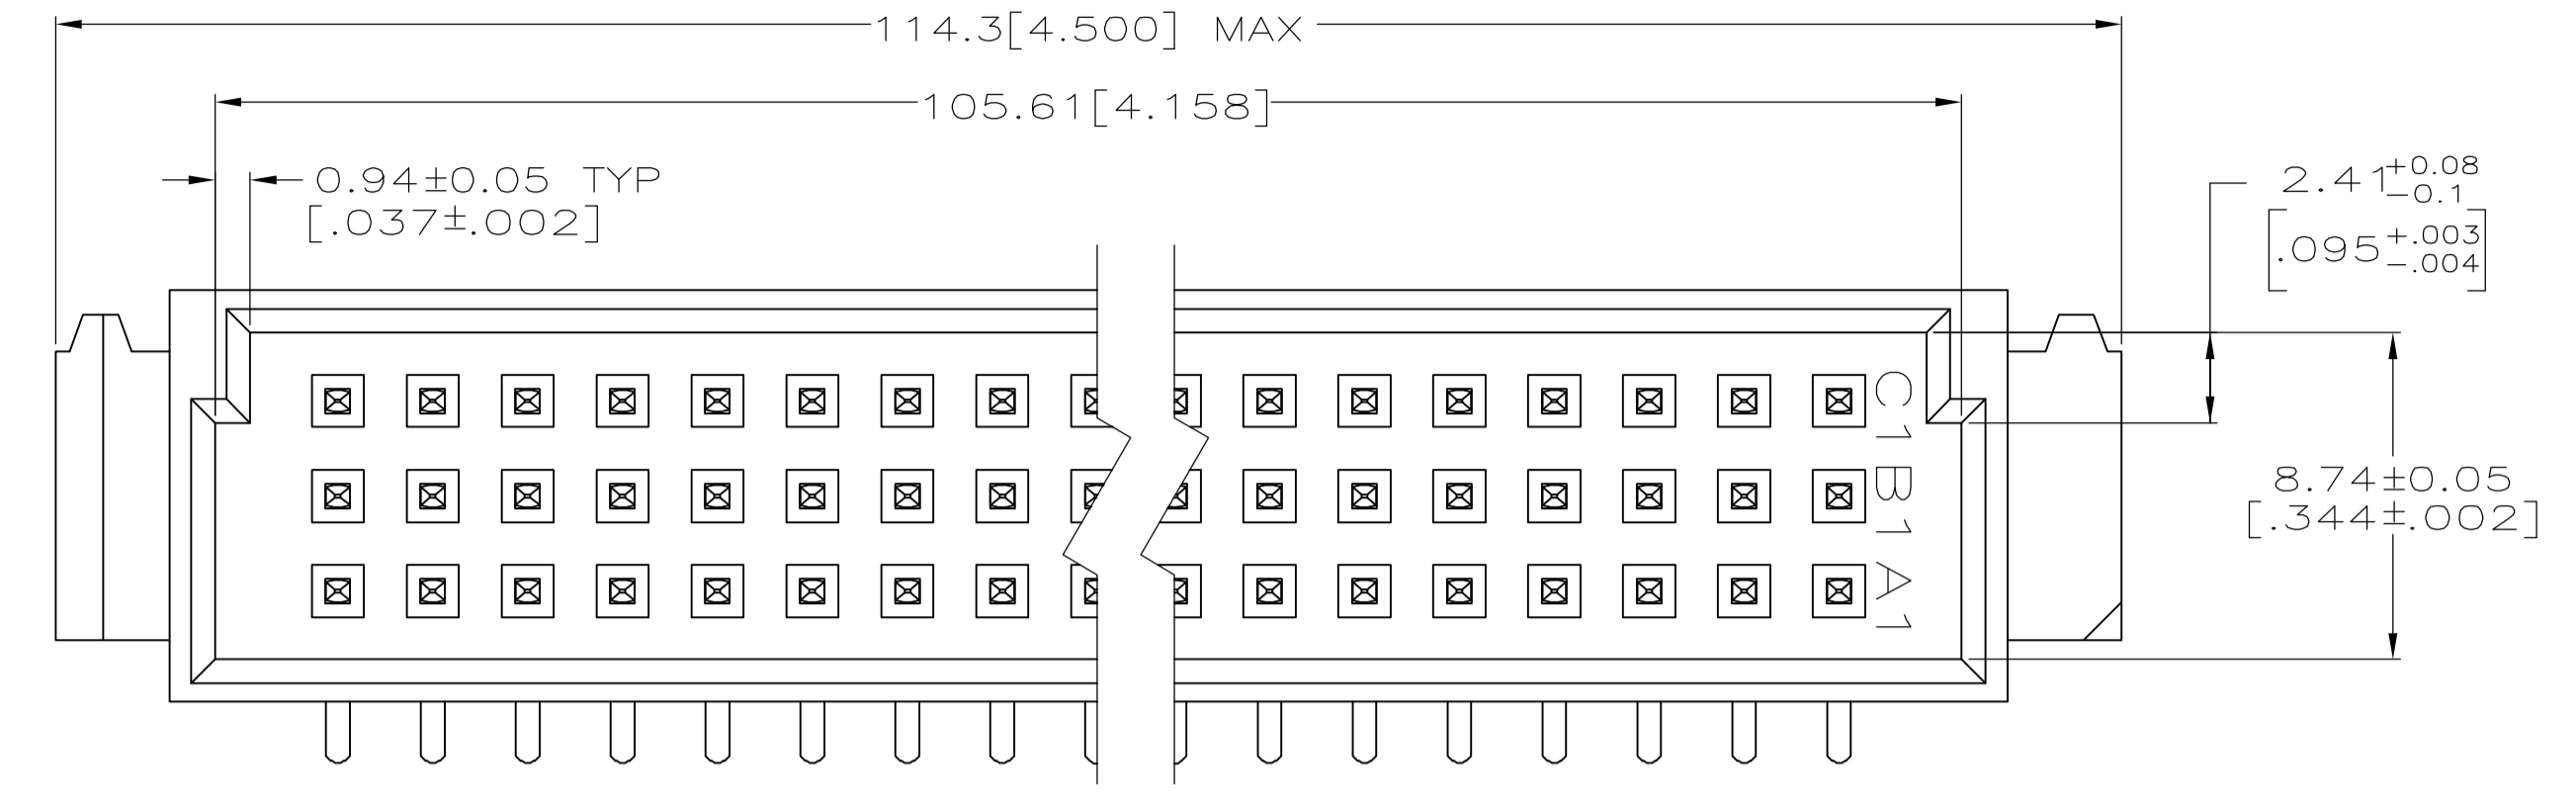 114.3[4.500] MAX
105.61[4.158]
0.94±0.05 TYP
[.037±.002]
2.41 +0.08 -0.1
[.095 +.003 -.004]
8.74±0.05
[.344±.002]
C1
B1
A1